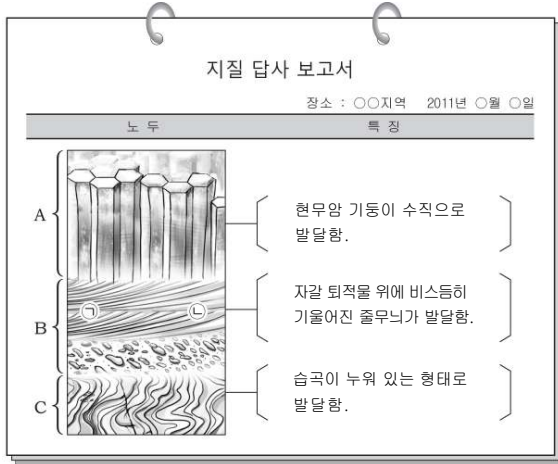 지질 답사 보고서
장소 : ○○지역 2011년 ○월 ○일
노 두 특 징
A
현무암 기둥이 수직으로
발달함.
㉠ ㉡
B
자갈 퇴적물 위에 비스듬히
기울어진 줄무늬가 발달함.
C
습곡이 누워 있는 형태로
발달함.